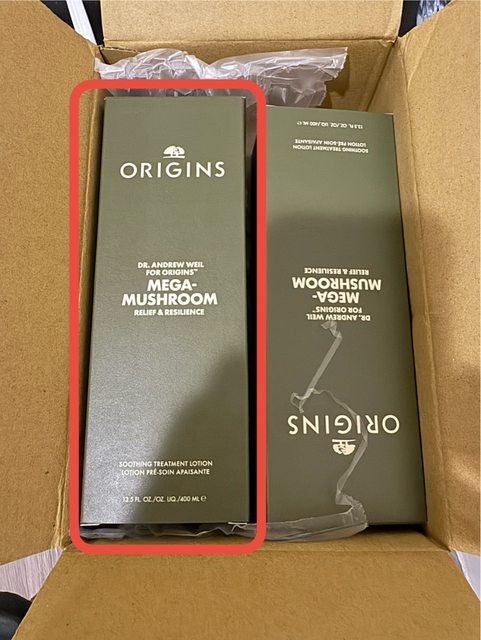 ORIGINS
DR. ANDREW WEIL
FOR ORIGINS™
MEGA-
MUSHROOM
RELIEF & RESILIENCE
SOOTHING TREATMENT LOTION
LOTION PRÉ-SOIN APAISANTE
13.5 FL. OZ./OZ. LIQ./400 ML ℮
ORIGINS
DR. ANDREW WEIL
FOR ORIGINS™
MEGA-
MUSHROOM
RELIEF & RESILIENCE
SOOTHING TREATMENT LOTION
LOTION PRÉ-SOIN APAISANTE
13.5 FL. OZ./OZ. LIQ./400 ML ℮